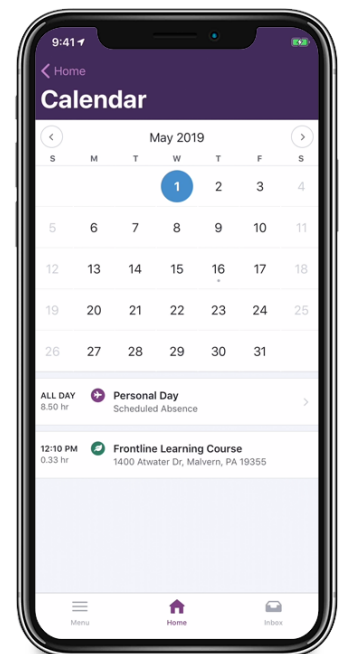 9:41
Home
Calendar
May 2019
S M T W T F S
1 2 3 4
5 6 7 8 9 10 11
12 13 14 15 16 17 18
19 20 21 22 23 24 25
26 27 28 29 30 31
ALL DAY Personal Day
8.50 hr Scheduled Absence
12:10 PM Frontline Learning Course
0.33 hr 1400 Atwater Dr, Malvern, PA 19355
Menu Home Inbox